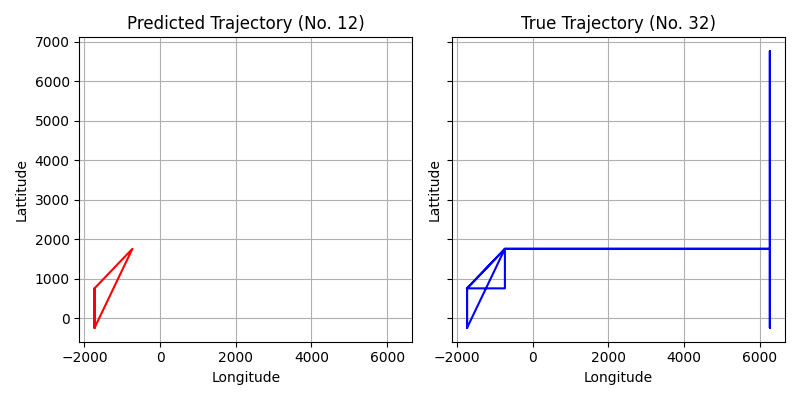 Predicted Trajectory (No. 12)
True Trajectory (No. 32)
7000
6000
5000
4000
3000
2000
1000
0
Lattitude
Lattitude
−2000 0 2000 4000 6000
−2000 0 2000 4000 6000
Longitude
Longitude